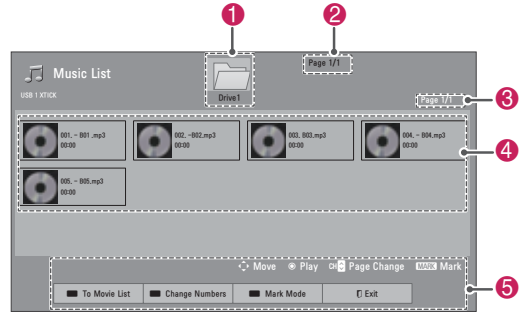 1
2
Page 1/1
Music List
USB 1 XTICK
Drive1
Page 1/1
3
001. - B01 .mp3
00:00
002. -B02.mp3
00:00
003. B03.mp3
00:00
004. - B04.mp3
00:00
4
005. - B05.mp3
00:00
Move
Play
CH
Page Change
MARK
Mark
5
To Movie List
Change Numbers
Mark Mode
Exit